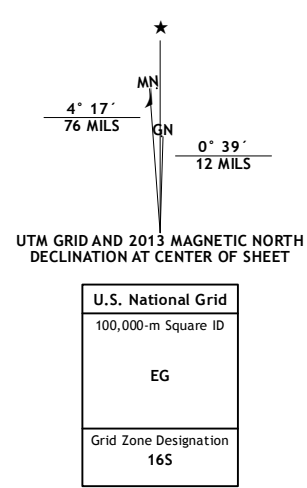 ★
MN
4° 17´
76 MILS
GN
0° 39´
12 MILS
UTM GRID AND 2013 MAGNETIC NORTH
DECLINATION AT CENTER OF SHEET
U.S. National Grid
100,000-m Square ID
EG
Grid Zone Designation
16S